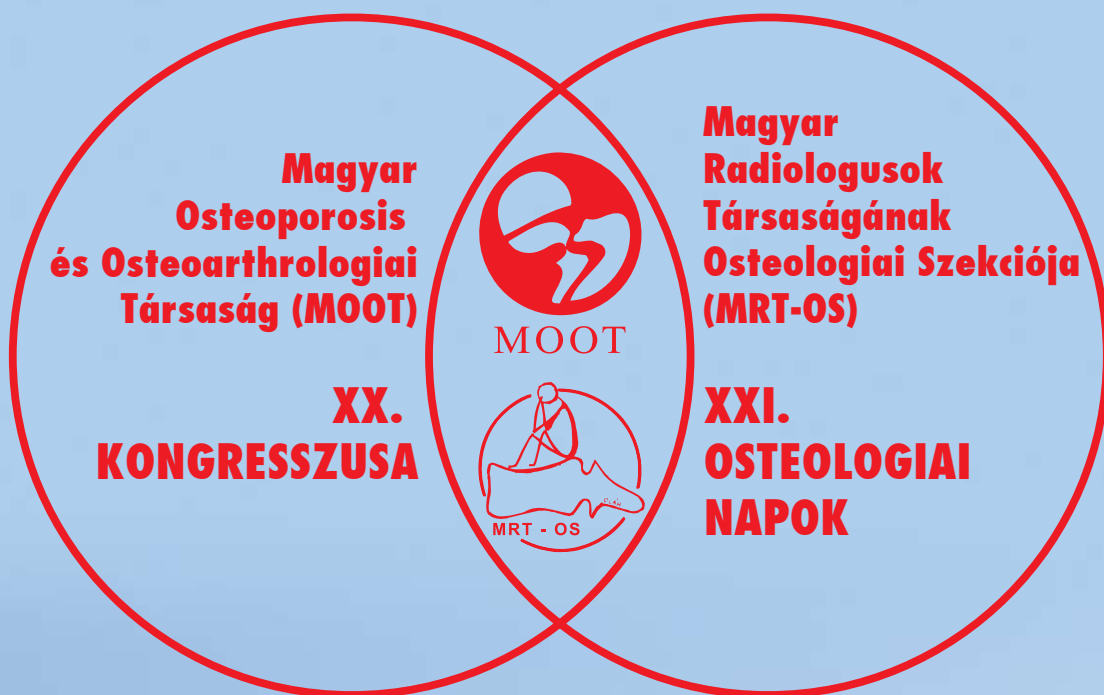 Magyar
Osteoporosis
és Osteoarthrologiai
Társaság (MOOT)
XX.
KONGRESSZUSA
MOOT
MRT - OS
Magyar
Radiologusok
Társaságának
Osteologiai Szekciója
(MRT-OS)
XXI.
OSTEOLOGIAI
NAPOK